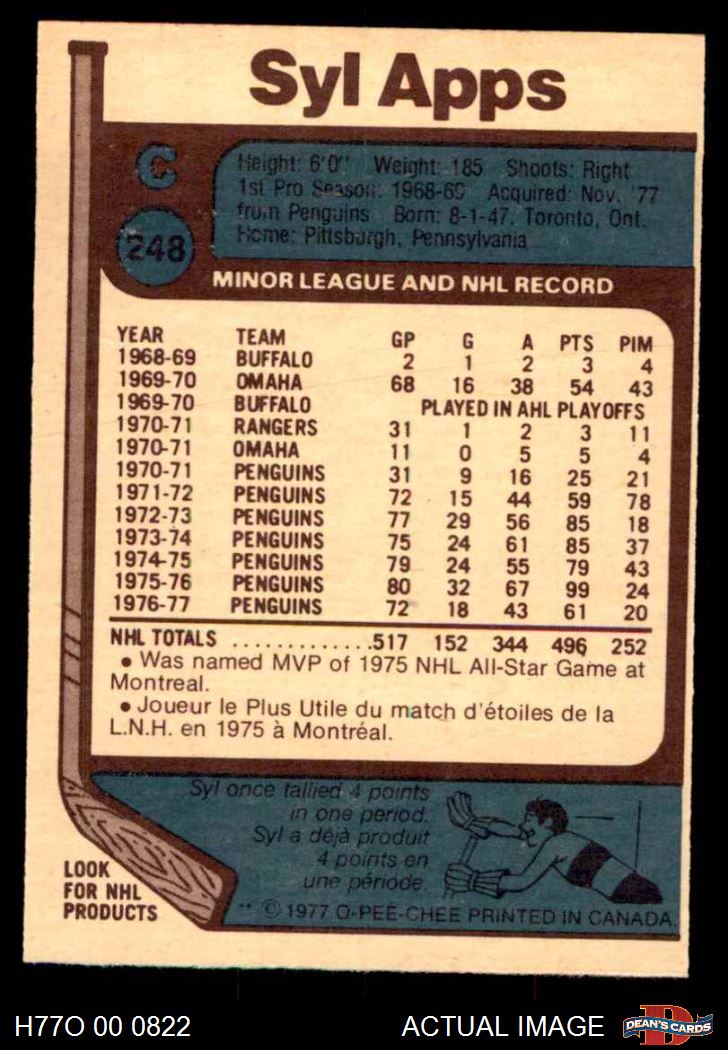 Syl Apps
C
Height: 6'0" Weight: 185 Shoots: Right
1st Pro Season: 1968-69 Acquired: Nov. '77
from Penguins Born: 8-1-47, Toronto, Ont.
Home: Pittsburgh, Pennsylvania
248
MINOR LEAGUE AND NHL RECORD
YEAR TEAM GP G A PTS PIM
1968-69 BUFFALO 2 1 2 3 4
1969-70 OMAHA 68 16 38 54 43
1969-70 BUFFALO PLAYED IN AHL PLAYOFFS
1970-71 RANGERS 31 1 2 3 11
1970-71 OMAHA 11 0 5 5 4
1970-71 PENGUINS 31 9 16 25 21
1971-72 PENGUINS 72 15 44 59 78
1972-73 PENGUINS 77 29 56 85 18
1973-74 PENGUINS 75 24 61 85 37
1974-75 PENGUINS 79 24 55 79 43
1975-76 PENGUINS 80 32 67 99 24
1976-77 PENGUINS 72 18 43 61 20
NHL TOTALS ..............517 152 344 496 252
• Was named MVP of 1975 NHL All-Star Game at
Montreal.
• Joueur le Plus Utile du match d'étoiles de la
L.N.H. en 1975 à Montréal.
Syl once tallied 4 points
in one period.
Syl a déjà produit
4 points en
une période.
LOOK
FOR NHL
PRODUCTS
** © 1977 O-PEE-CHEE PRINTED IN CANADA.
H77O 00 0822 ACTUAL IMAGE DEAN'S CARDS